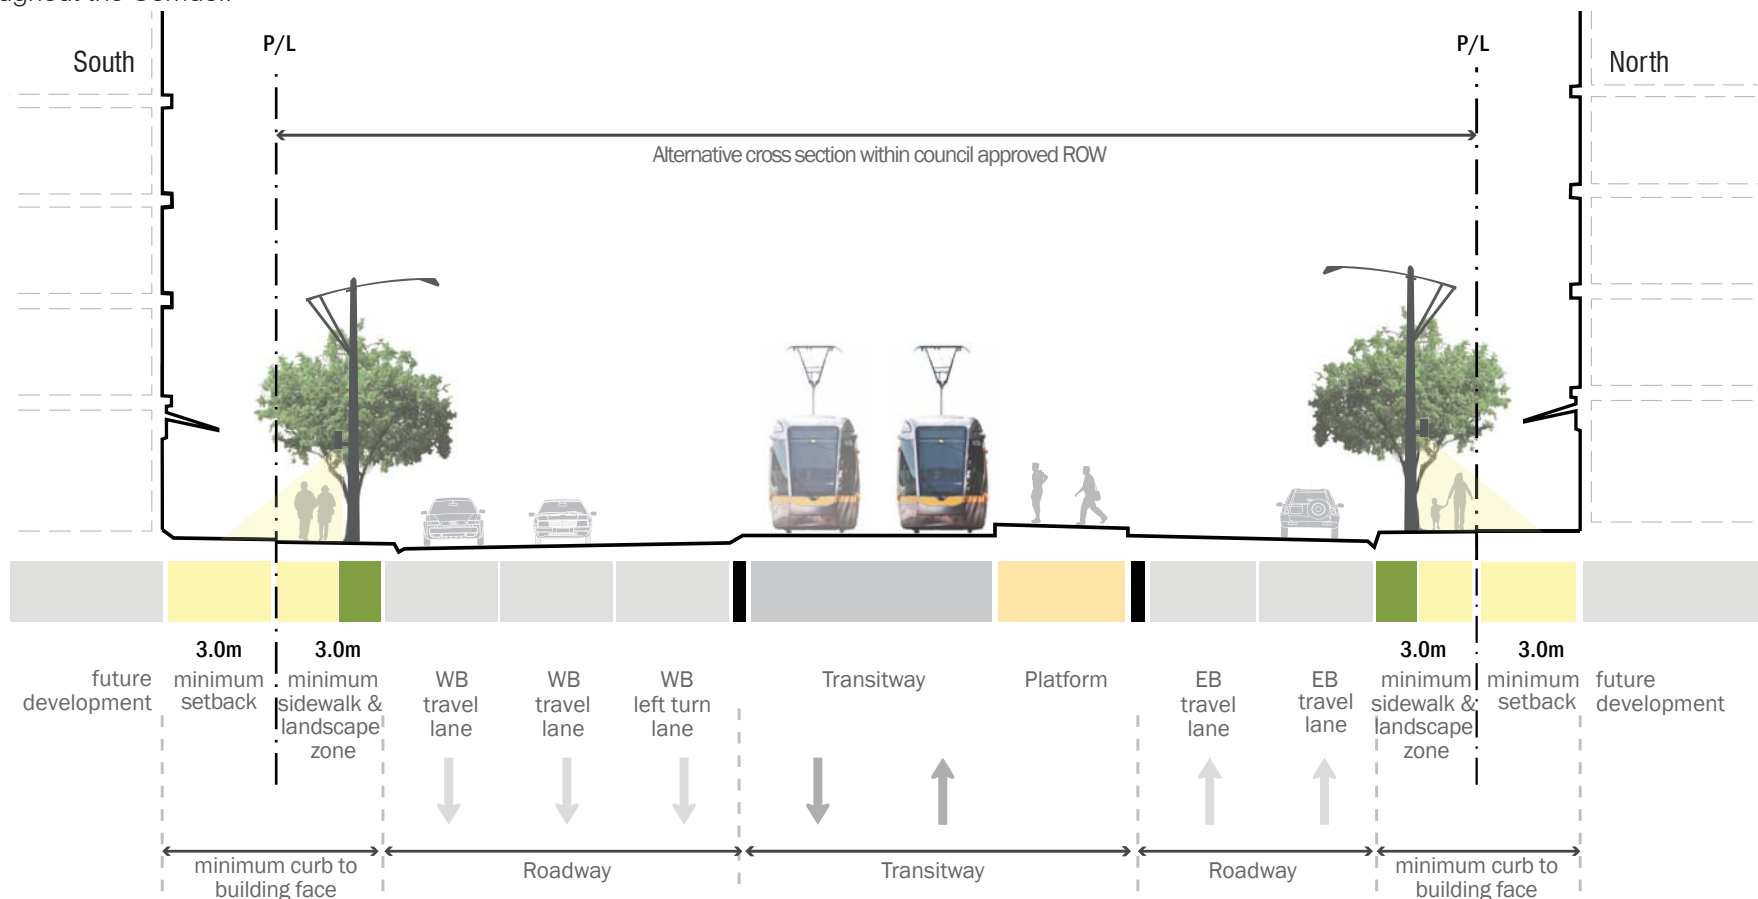 South
P/L
P/L
North
Alternative cross section within council approved ROW
3.0m
3.0m
3.0m
3.0m
future
development
minimum
setback
minimum
sidewalk &
landscape
zone
WB
travel
lane
WB
travel
lane
WB
left turn
lane
Transitway
Platform
EB
travel
lane
EB
travel
lane
minimum
sidewalk &
landscape
zone
minimum
setback
future
development
minimum curb to
building face
Roadway
Transitway
Roadway
minimum curb to
building face